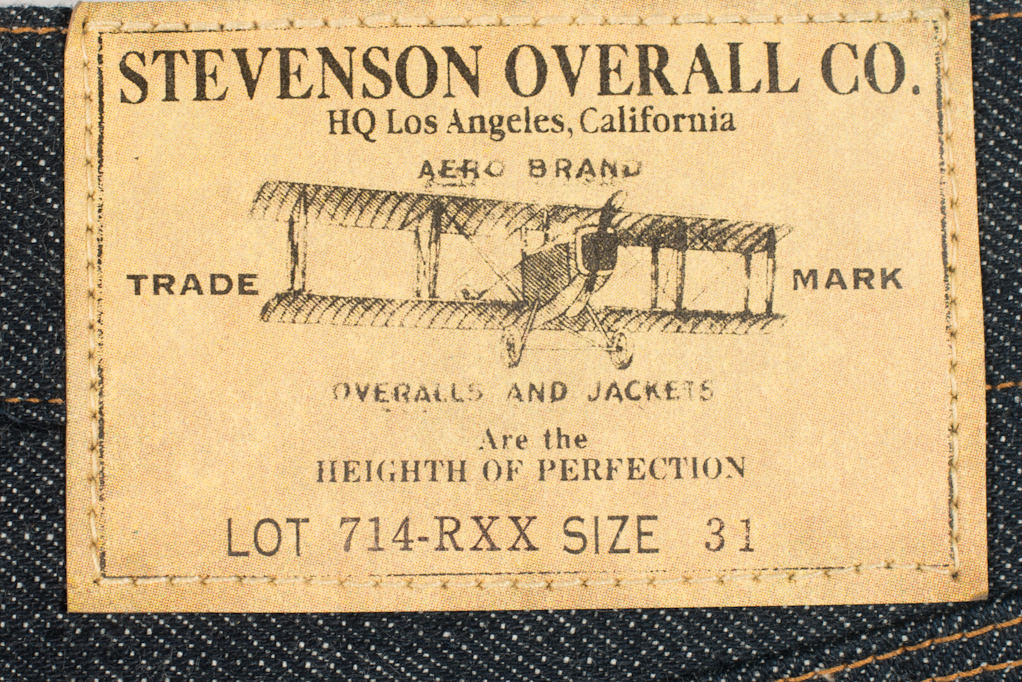 STEVENSON OVERALL CO.
HQ Los Angeles, California
AERO BRAND
TRADE MARK
OVERALLS AND JACKETS
Are the
HEIGHTH OF PERFECTION
LOT 714-RXX SIZE 31